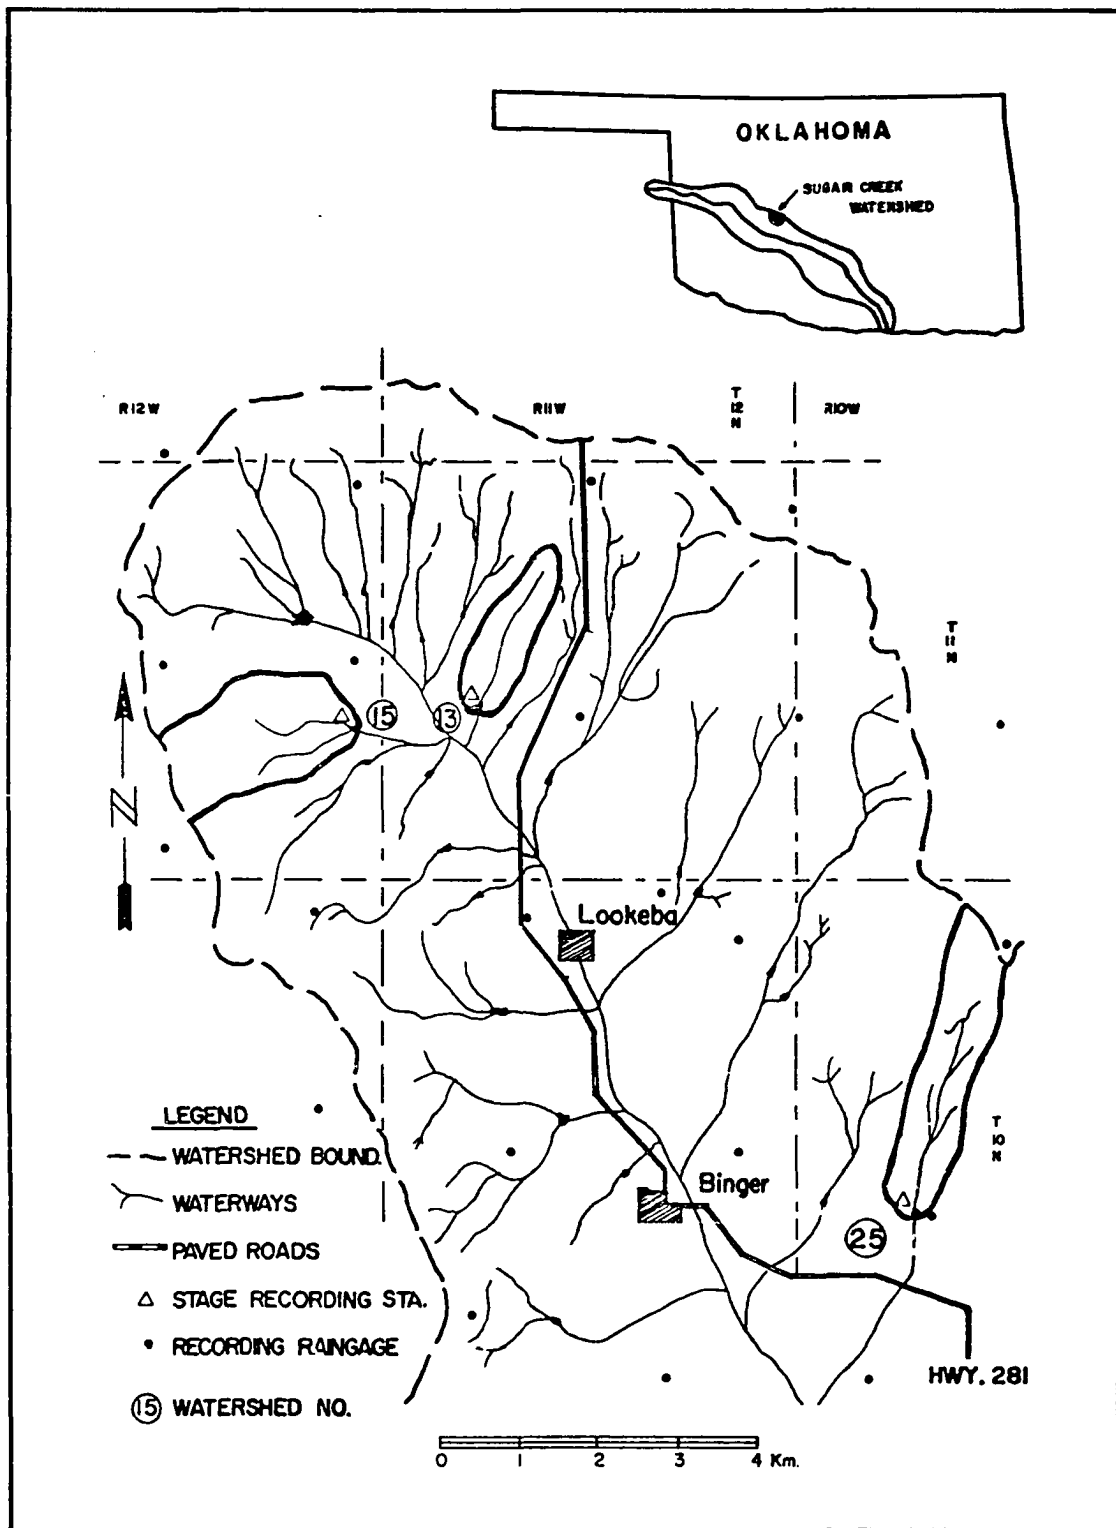 OKLAHOMA
SUGAR CREEK
WATERSHED
R12W
R11W
T
12
N
R10W
T
11
N
15
13
N
Lookeba
T
10
N
Binger
25
HWY. 281
LEGEND
WATERSHED BOUND.
WATERWAYS
PAVED ROADS
STAGE RECORDING STA.
RECORDING RAINGAGE
15 WATERSHED NO.
0 1 2 3 4 Km.